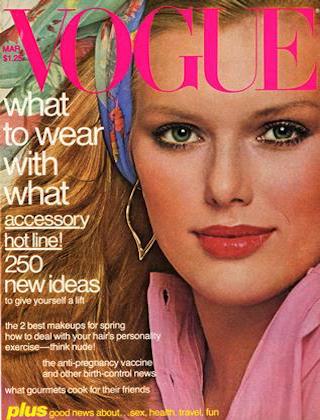 VOGUE
MAR
$1.25
what
to wear
with
what
accessory
hot line!
250
new ideas
to give yourself a lift
the 2 best makeups for spring
how to deal with your hair's personality
exercise—think nude!
the anti-pregnancy vaccine
and other birth-control news
what gourmets cook for their friends
plus good news about...sex, health, travel, fun